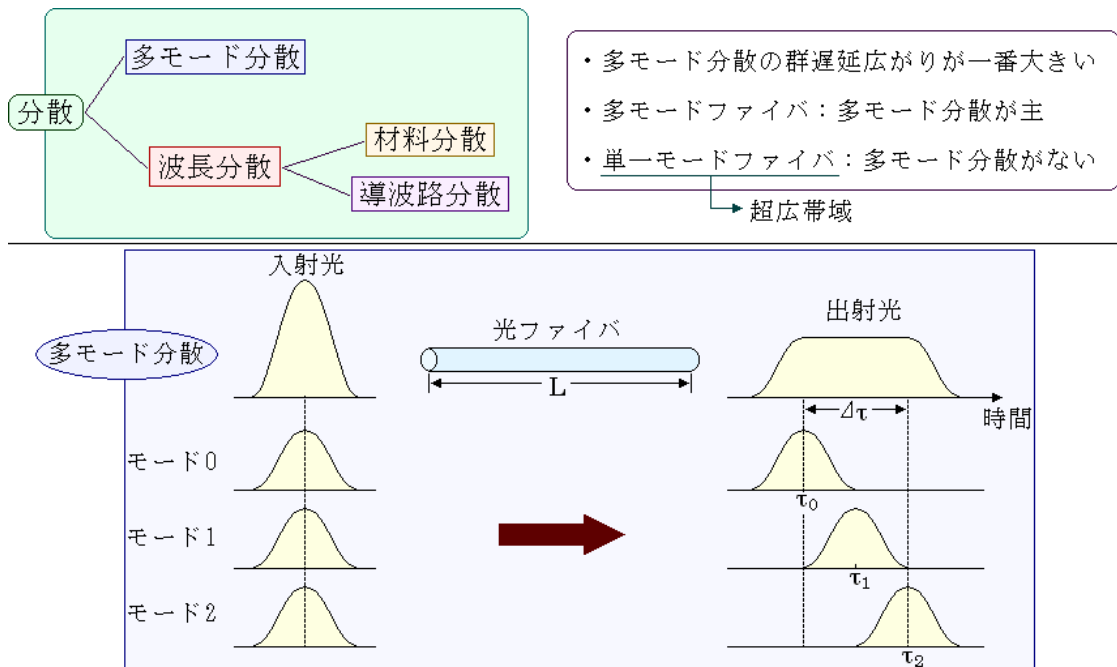 多モード分散
分散
波長分散
材料分散
導波路分散
・多モード分散の群遅延広がりが一番大きい
・多モードファイバ：多モード分散が主
・単一モードファイバ：多モード分散がない
超広帯域
多モード分散
入射光
光ファイバ
L
出射光
Δτ
時間
モード0
τ0
モード1
τ1
モード2
τ2